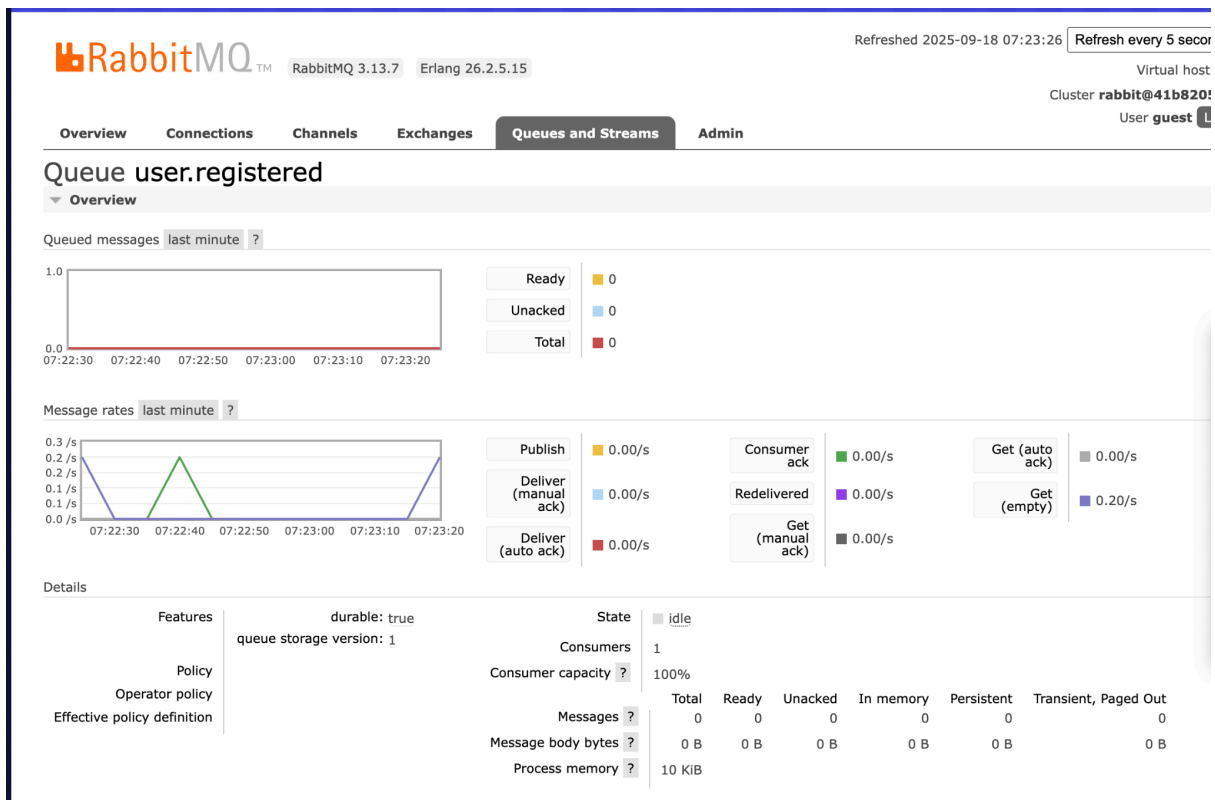 Refreshed 2025-09-18 07:23:26 Refresh every 5 secon
RabbitMQ TM RabbitMQ 3.13.7 Erlang 26.2.5.15
Virtual host
Cluster rabbit@41b8205
User guest L
Overview Connections Channels Exchanges Queues and Streams Admin
Queue user.registered
Overview
Queued messages last minute ?
1.0
0.0
07:22:30 07:22:40 07:22:50 07:23:00 07:23:10 07:23:20
Ready 0
Unacked 0
Total 0
Message rates last minute ?
0.3 /s
0.2 /s
0.2 /s
0.1 /s
0.1 /s
0.0 /s
07:22:30 07:22:40 07:22:50 07:23:00 07:23:10 07:23:20
Publish 0.00/s
Deliver
(manual
ack) 0.00/s
Deliver
(auto ack) 0.00/s
Consumer
ack 0.00/s
Redelivered 0.00/s
Get
(manual
ack) 0.00/s
Get (auto
ack) 0.00/s
Get
(empty) 0.20/s
Details
Features durable: true
queue storage version: 1
Policy
Operator policy
Effective policy definition
State idle
Consumers 1
Consumer capacity ? 100%
Total Ready Unacked In memory Persistent Transient, Paged Out
Messages ? 0 0 0 0 0 0
Message body bytes ? 0 B 0 B 0 B 0 B 0 B 0 B
Process memory ? 10 KiB